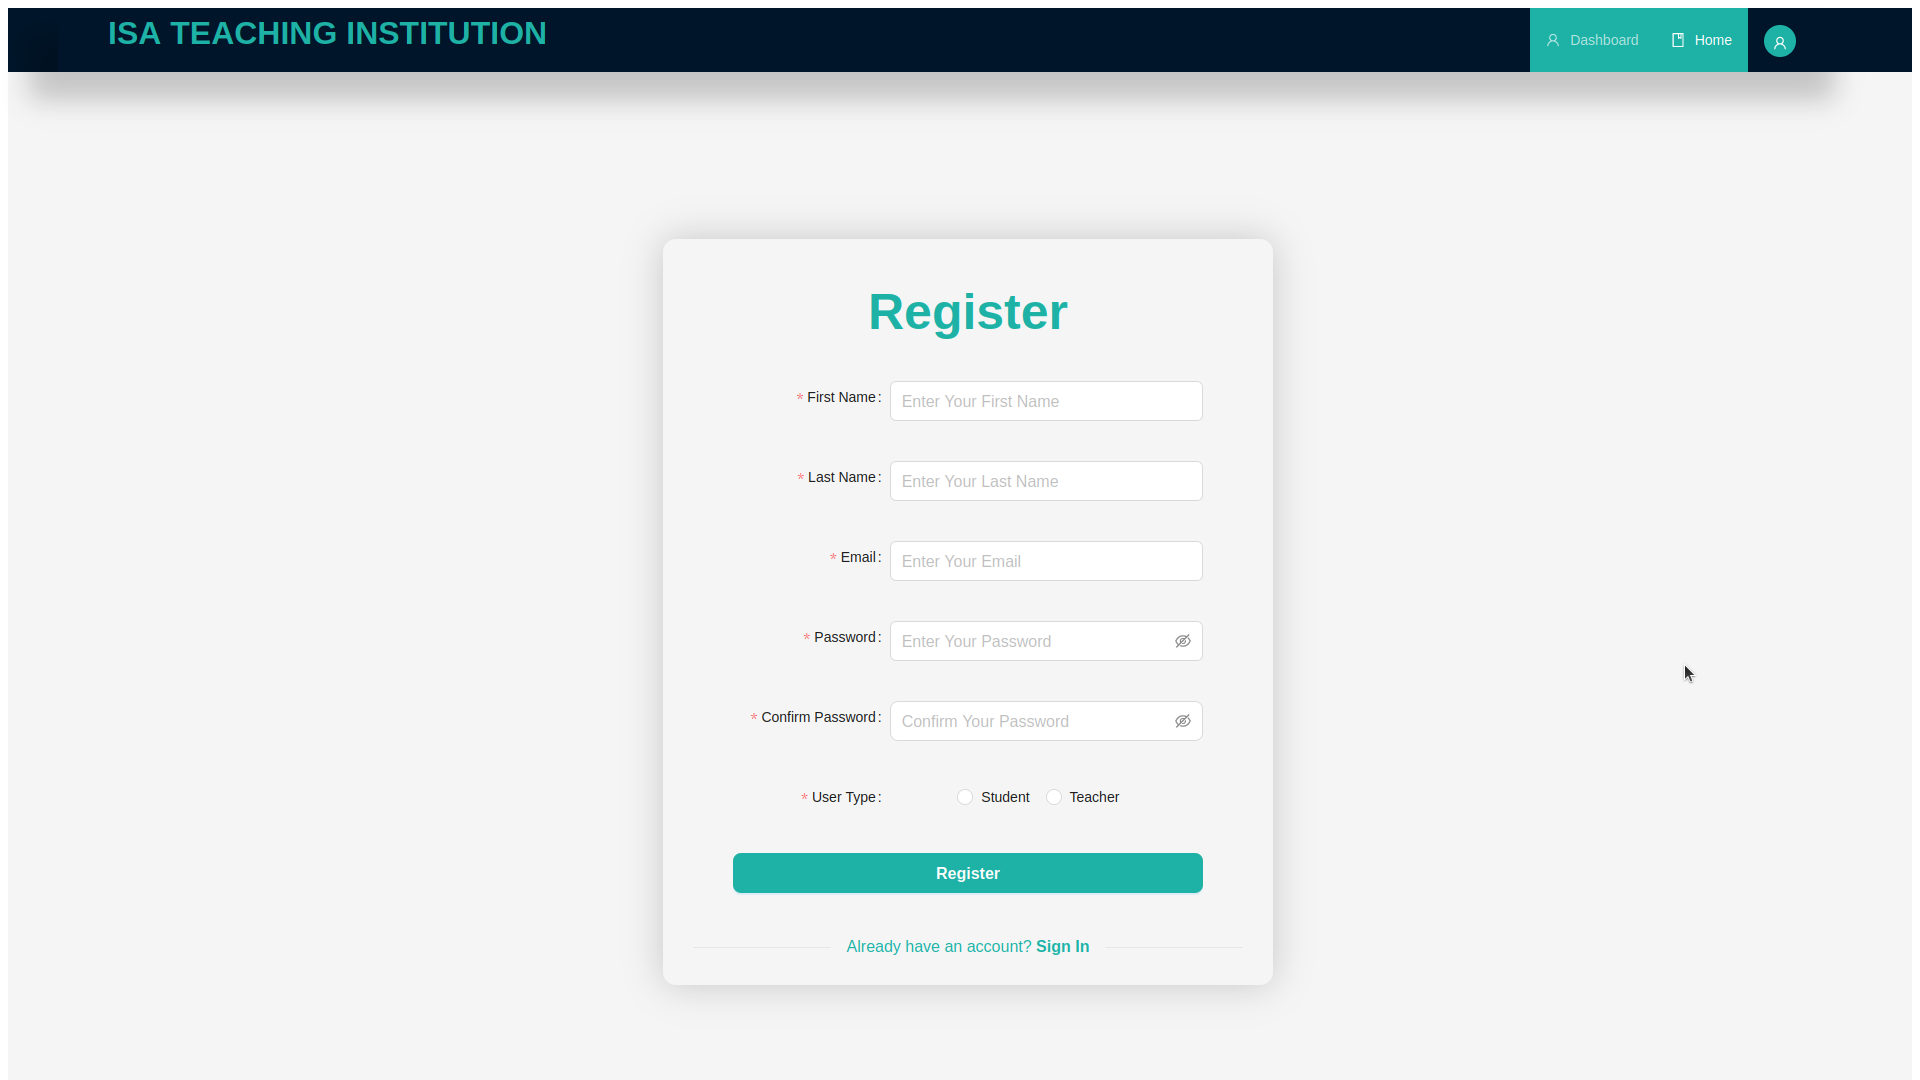 ISA TEACHING INSTITUTION
Dashboard Home
Register
* First Name : Enter Your First Name
* Last Name : Enter Your Last Name
* Email : Enter Your Email
* Password : Enter Your Password
* Confirm Password : Confirm Your Password
* User Type : Student Teacher
Register
Already have an account? Sign In